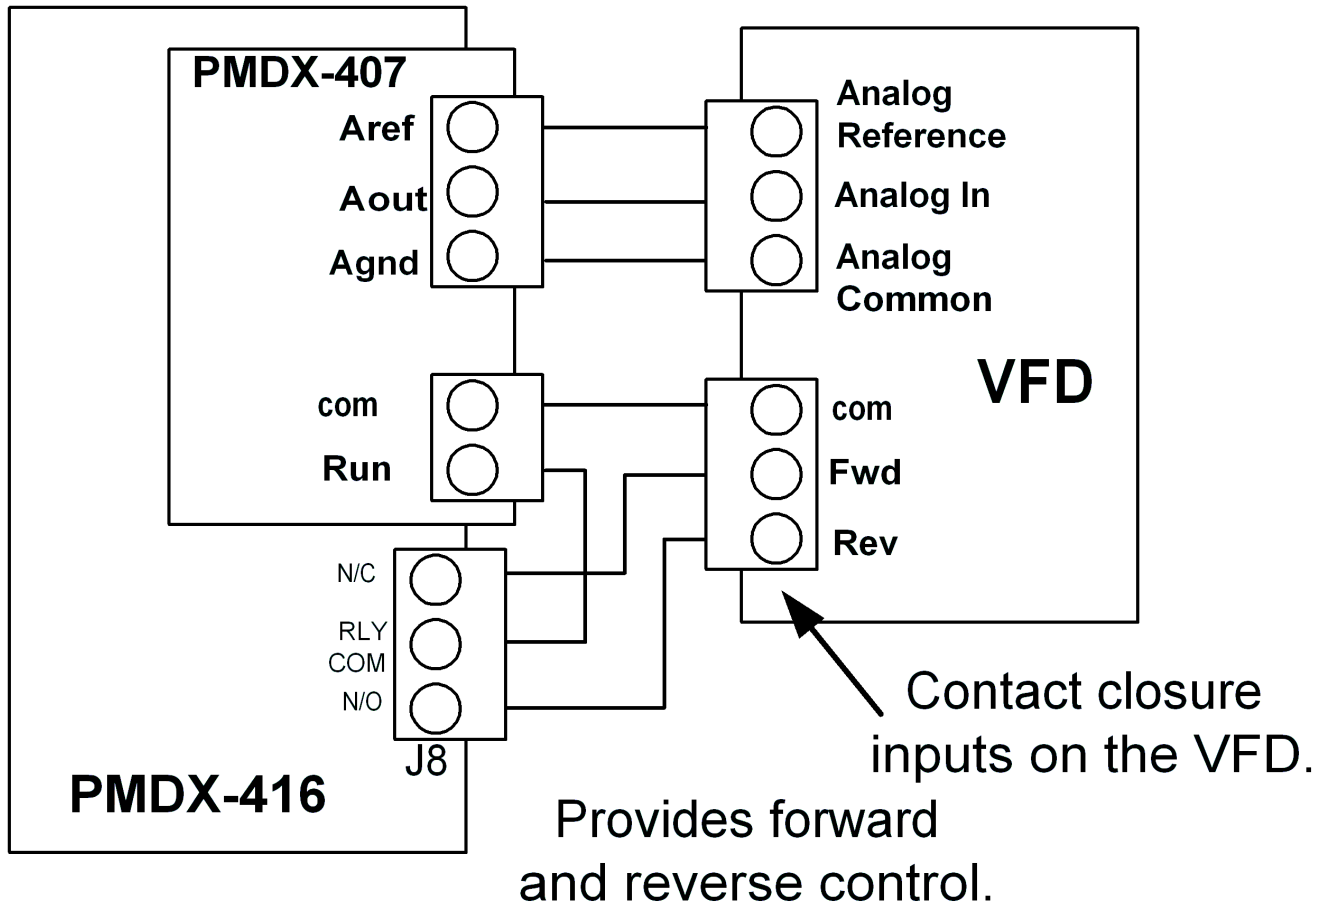 PMDX-407
Aref
Aout
Agnd
com
Run
N/C
RLY
COM
N/O
J8
PMDX-416
Analog
Reference
Analog In
Analog
Common
VFD
com
Fwd
Rev
Contact closure
inputs on the VFD.
Provides forward
and reverse control.